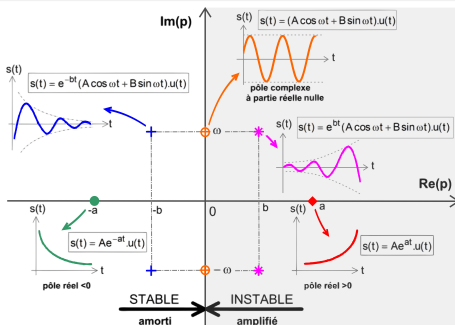 Im(p)
s(t) = (A cos ωt + B sin ωt).u(t)
s(t)
t
pôle complexe
à partie réelle nulle
s(t)
s(t) = e^{-bt}(A cos ωt + B sin ωt).u(t)
t
ω
s(t)
s(t) = e^{bt}(A cos ωt + B sin ωt).u(t)
t
Re(p)
-a
-b
0
b
a
s(t)
s(t) = Ae^{-at}.u(t)
t
pôle réel <0
-ω
s(t)
s(t) = Ae^{at}.u(t)
t
pôle réel >0
STABLE
INSTABLE
amorti
amplifié